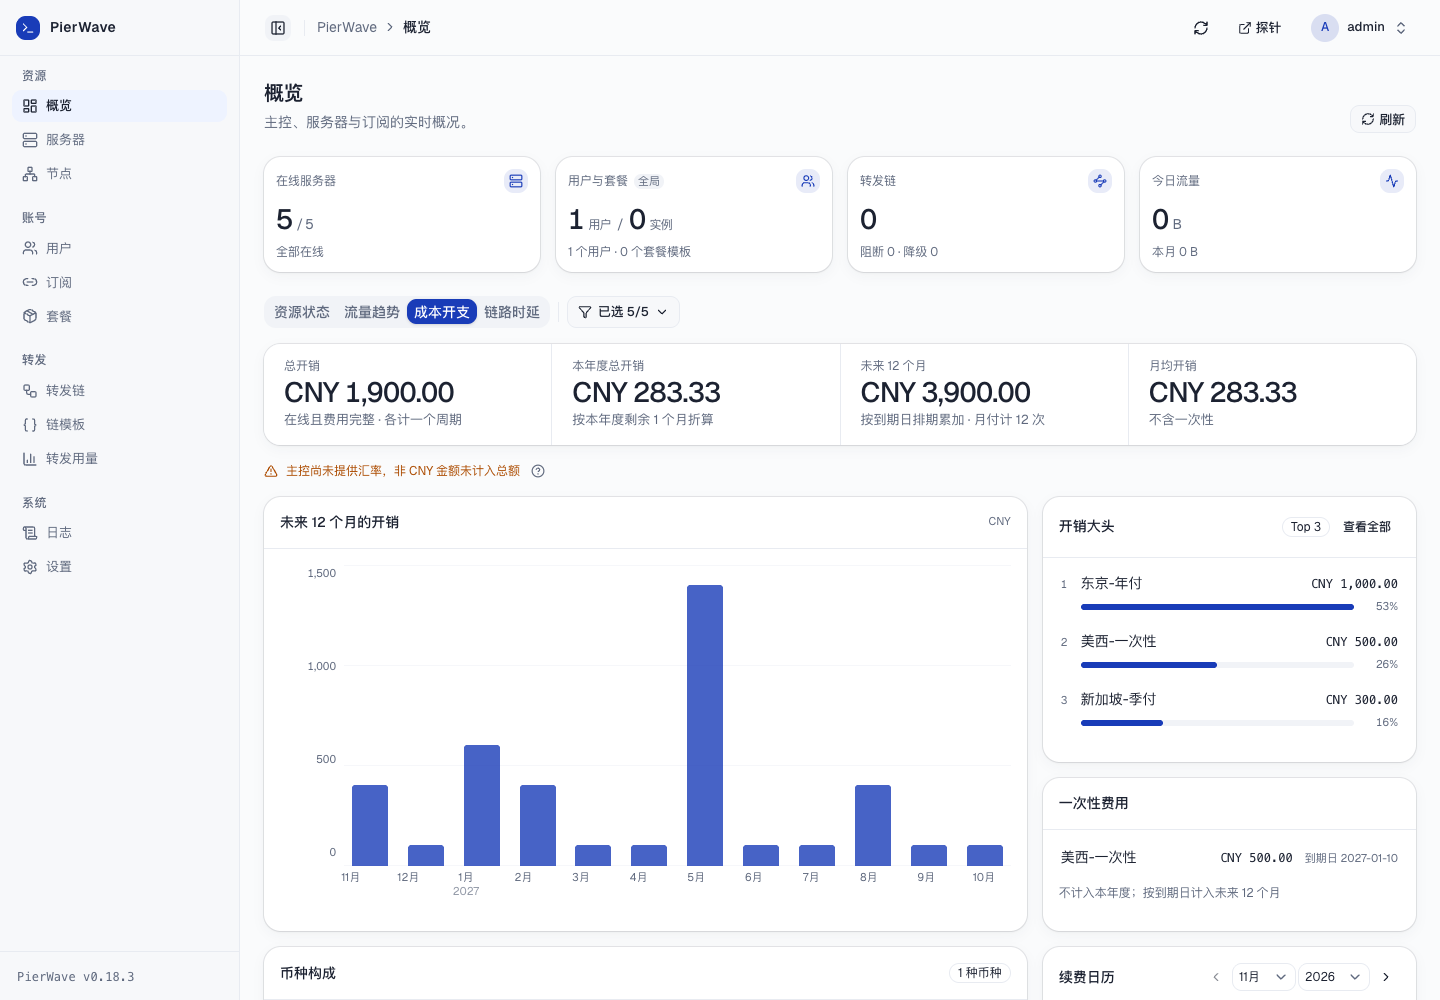 PierWave
PierWave > 概览
探针
A admin
资源
概览
服务器
节点
账号
用户
订阅
套餐
转发
转发链
链模板
转发用量
系统
日志
设置
PierWave v0.18.3
概览
主控、服务器与订阅的实时概况。
刷新
在线服务器
5 / 5
全部在线
用户与套餐 全局
1 用户 / 0 实例
1 个用户 · 0 个套餐模板
转发链
0
阻断 0 · 降级 0
今日流量
0 B
本月 0 B
资源状态 流量趋势 成本开支 链路时延
已选 5/5
总开销
CNY 1,900.00
在线且费用完整 · 各计一个周期
本年度总开销
CNY 283.33
按本年度剩余 1 个月折算
未来 12 个月
CNY 3,900.00
按到期日排期累加 · 月付计 12 次
月均开销
CNY 283.33
不含一次性
主控尚未提供汇率，非 CNY 金额未计入总额
未来 12 个月的开销
CNY
1,500
1,000
500
0
11月 12月 1月 2月 3月 4月 5月 6月 7月 8月 9月 10月
2027
开销大头
Top 3 查看全部
1 东京-年付 CNY 1,000.00
53%
2 美西-一次性 CNY 500.00
26%
3 新加坡-季付 CNY 300.00
16%
一次性费用
美西-一次性 CNY 500.00 到期日 2027-01-10
不计入本年度；按到期日计入未来 12 个月
币种构成
1 种币种
续费日历
11月 2026